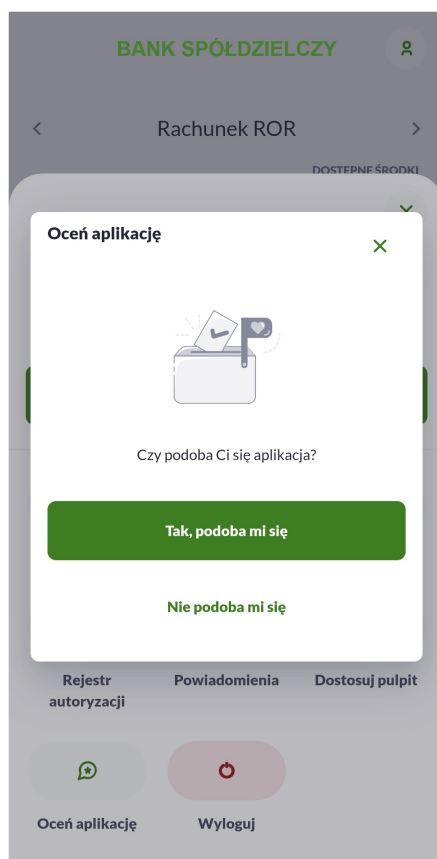 BANK SPÓŁDZIELCZY
Rachunek ROR
DOSTĘPNE ŚRODKI
Oceń aplikację
Czy podoba Ci się aplikacja?
Tak, podoba mi się
Nie podoba mi się
Rejestr
autoryzacji
Powiadomienia
Dostosuj pulpit
Oceń aplikację
Wyloguj